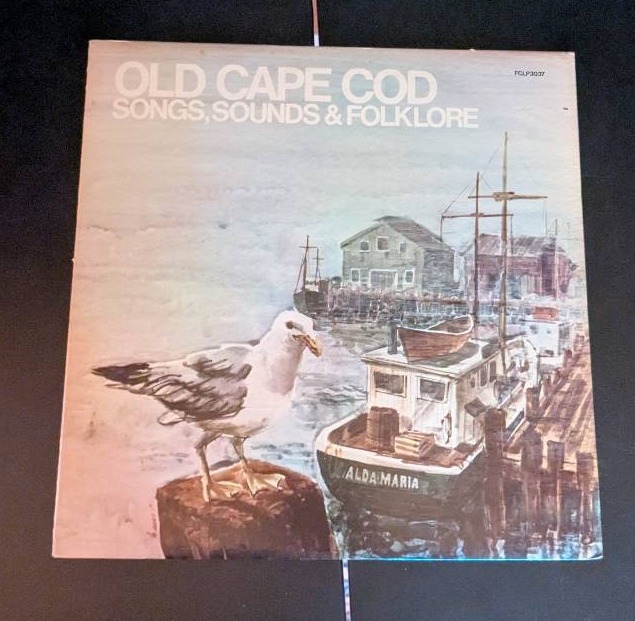 OLD CAPE COD
SONGS, SOUNDS & FOLKLORE
PCLP3037
ALDA MARIA